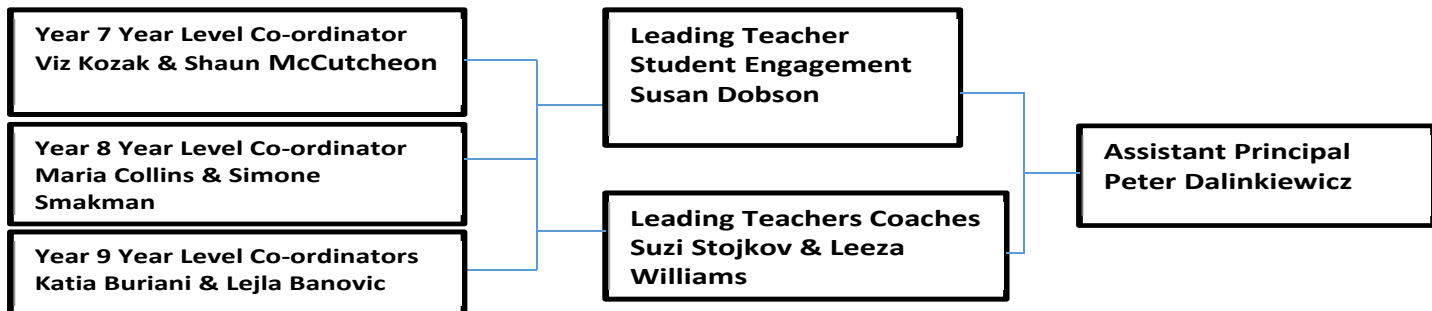 Year 7 Year Level Co-ordinator
Viz Kozak & Shaun McCutcheon
Year 8 Year Level Co-ordinator
Maria Collins & Simone
Smakman
Year 9 Year Level Co-ordinators
Katia Buriani & Lejla Banovic
Leading Teacher
Student Engagement
Susan Dobson
Leading Teachers Coaches
Suzi Stojkov & Leeza
Williams
Assistant Principal
Peter Dalinkiewicz